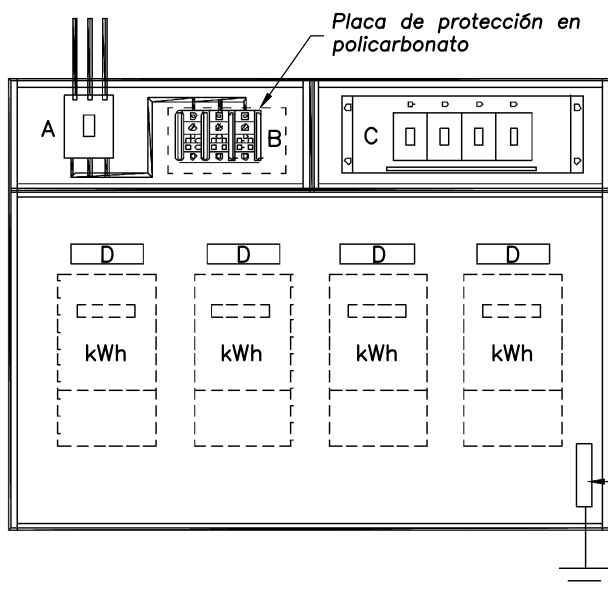 Placa de protección en
policarbonato
A
B
C
D D D D
kWh kWh kWh kWh